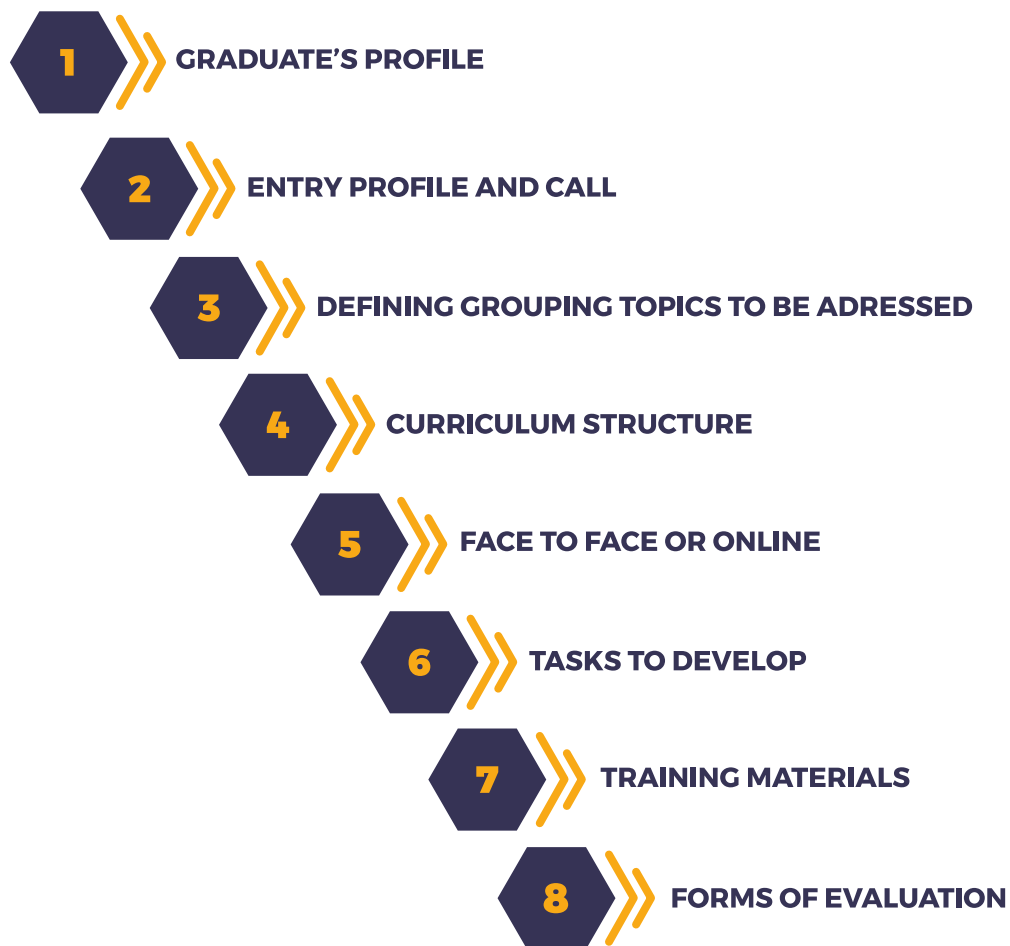 1 GRADUATE’S PROFILE
2 ENTRY PROFILE AND CALL
3 DEFINING GROUPING TOPICS TO BE ADRESSED
4 CURRICULUM STRUCTURE
5 FACE TO FACE OR ONLINE
6 TASKS TO DEVELOP
7 TRAINING MATERIALS
8 FORMS OF EVALUATION